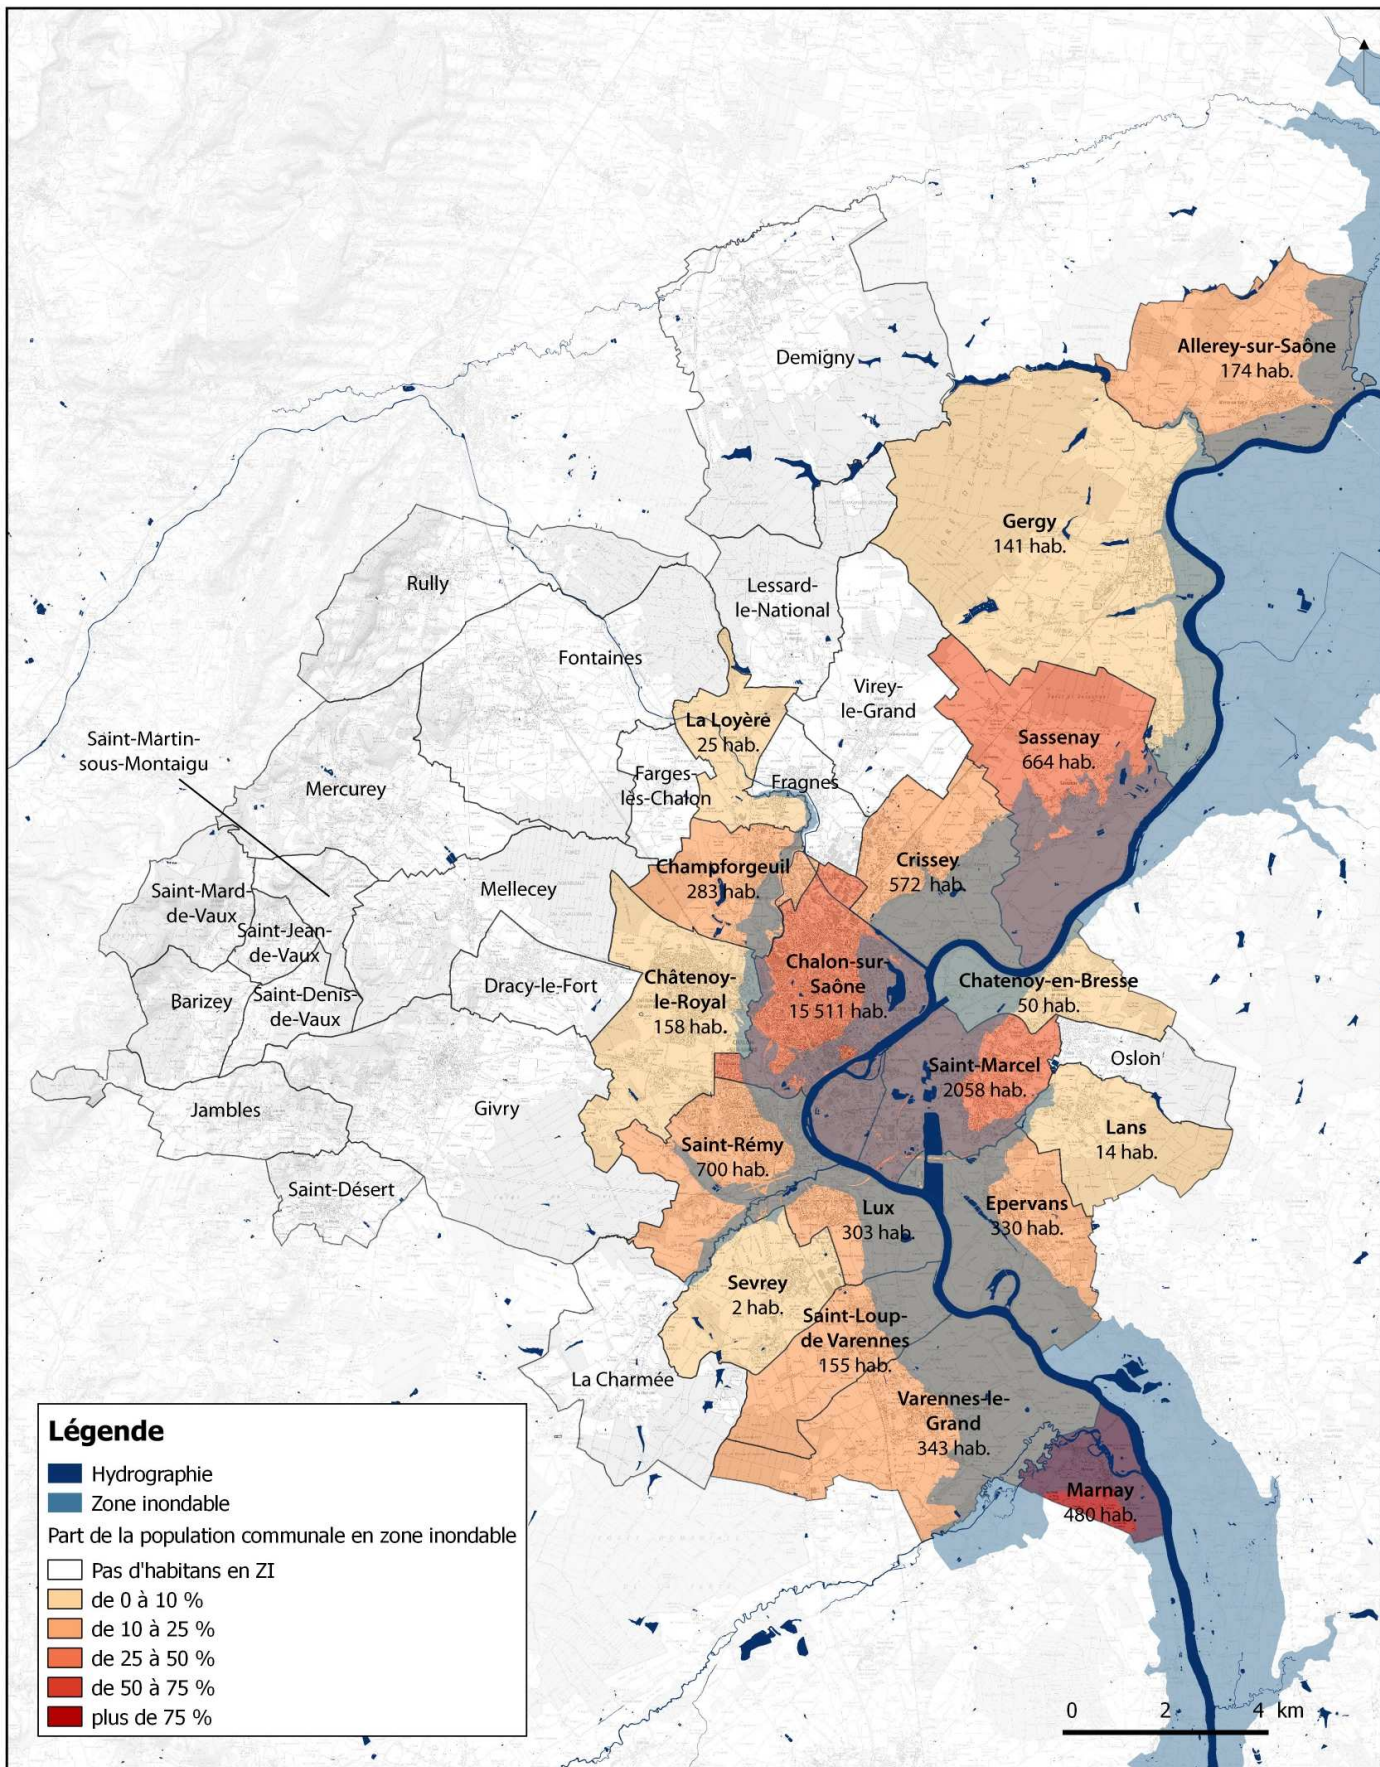 Demigny
Allerey-sur-Saône
174 hab.
Gergy
141 hab.
Rully
Lessard-
le-National
Fontaines
Virey-
le-Grand
La Loyère
25 hab.
Sassenay
664 hab.
Saint-Martin-
sous-Montaigu
Mercurey
Farges-
lès-Chalon
Fragnes
Champforgeuil
283 hab.
Crissey
572 hab.
Saint-Mard-
de-Vaux
Mellecey
Saint-Jean-
de-Vaux
Dracy-le-Fort
Châtenoy-
le-Royal
158 hab.
Chalon-sur-
Saône
15 511 hab.
Chatenoy-en-Bresse
50 hab.
Barizey
Saint-Denis-
de-Vaux
Saint-Marcel
2058 hab.
Oslon
Jambles
Givry
Saint-Rémy
700 hab.
Lans
14 hab.
Saint-Désert
Lux
303 hab.
Epervans
330 hab.
Sevrey
2 hab.
Saint-Loup-
de Varennes
155 hab.
La Charmée
Varennes-le-
Grand
343 hab.
Marnay
480 hab.
Légende
Hydrographie
Zone inondable
Part de la population communale en zone inondable
Pas d'habitans en ZI
de 0 à 10 %
de 10 à 25 %
de 25 à 50 %
de 50 à 75 %
plus de 75 %
0 2 4 km